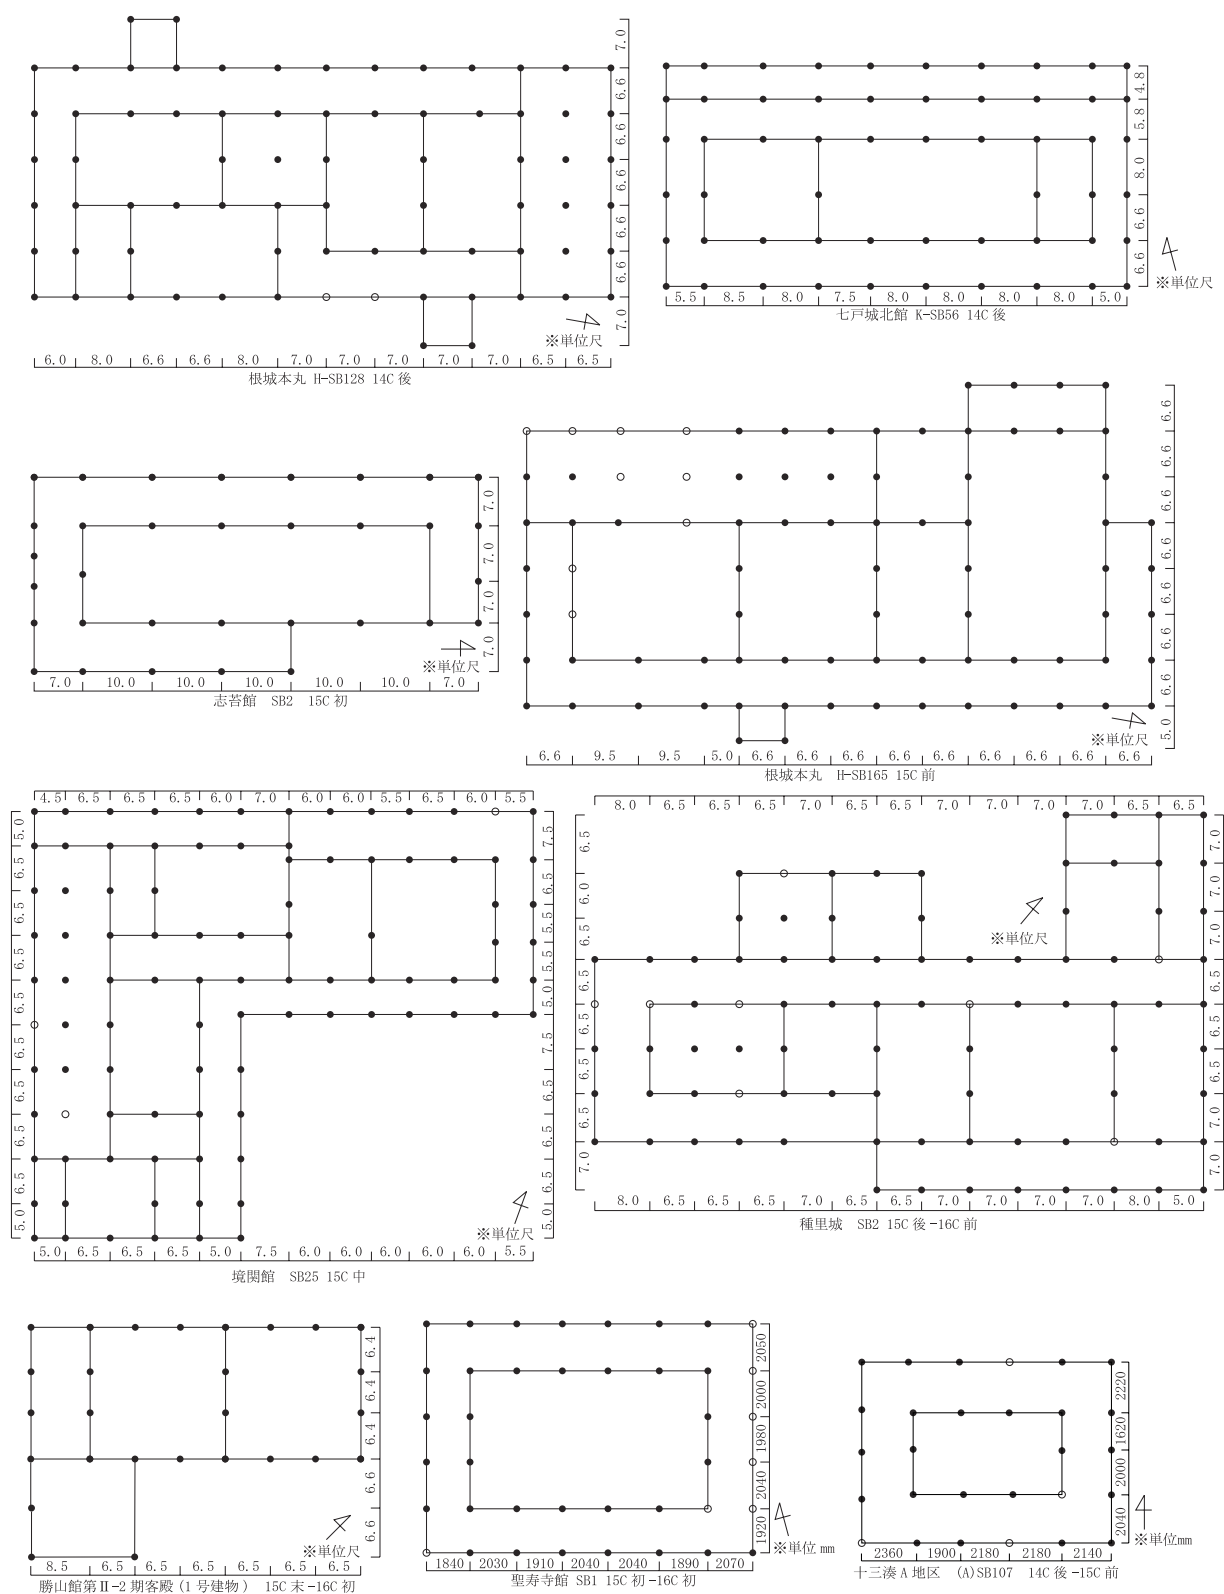 7.0
6.6
6.6
6.6
6.6
6.6
7.0
※単位尺
6.0 8.0 6.6 6.6 8.0 7.0 7.0 7.0 7.0 7.0 6.5 6.5
根城本丸 H-SB128 14C 後
4.8
5.8
8.0
6.6
6.6
※単位尺
5.5 8.5 8.0 7.5 8.0 8.0 8.0 8.0 5.0
七戸城北館 K-SB56 14C 後
7.0
7.0
7.0
7.0
※単位尺
7.0 10.0 10.0 10.0 10.0 10.0 7.0
志苔館 SB2 15C 初
6.6
6.6
6.6
6.6
6.6
6.6
6.6
5.0
※単位尺
6.6 9.5 9.5 5.0 6.6 6.6 6.6 6.6 6.6 6.6 6.6 6.6 6.6
根城本丸 H-SB165 15C 前
4.5 6.5 6.5 6.5 6.0 7.0 6.0 6.0 5.5 6.5 6.0 5.5
5.0
6.5
6.5
6.5
6.5
6.5
6.5
6.5
5.0
7.5
6.5
5.5
5.5
5.0
7.5
6.5
6.5
6.5
5.0
※単位尺
5.0 6.5 6.5 6.5 5.0 7.5 6.0 6.0 6.0 6.0 6.0 5.5
境関館 SB25 15C 中
8.0 6.5 6.5 6.5 7.0 6.5 6.5 7.0 7.0 7.0 7.0 6.5 6.5
6.5
6.0
6.5
6.5
6.5
6.5
6.5
7.0
7.0
7.0
7.0
6.5
6.5
6.5
7.0
7.0
※単位尺
8.0 6.5 6.5 6.5 7.0 6.5 6.5 7.0 7.0 7.0 7.0 8.0 5.0
種里城 SB2 15C 後-16C 前
6.4
6.4
6.4
6.6
6.6
※単位尺
8.5 6.5 6.5 6.5 6.5 6.5 6.5
勝山館第Ⅱ-2 期客殿 (1 号建物) 15C 末-16C 初
2050
2000
1980
2040
1920
※単位 mm
1840 2030 1910 2040 2040 1890 2070
聖寿寺館 SB1 15C 初-16C 初
2220
1620
2000
2040
※単位mm
2360 1900 2180 2180 2140
十三湊 A 地区 (A)SB107 14C 後-15C 前